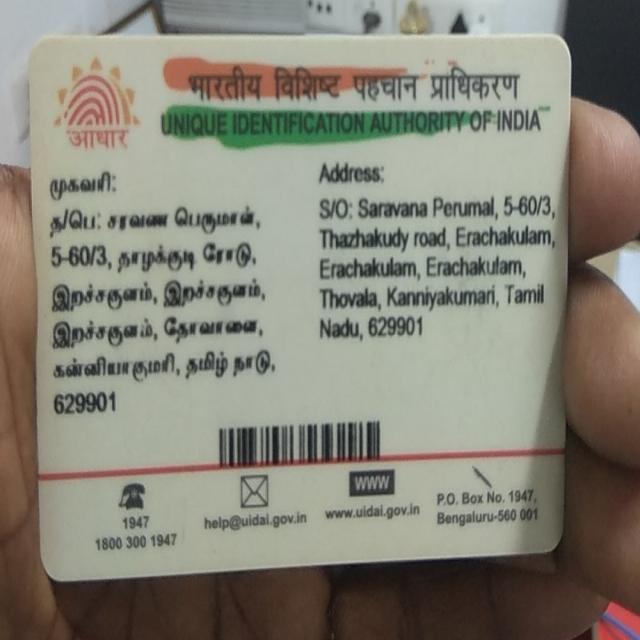 आधार
भारतीय विशिष्ट पहचान प्राधिकरण
UNIQUE IDENTIFICATION AUTHORITY OF INDIA
முகவரி:
த/பெ: சரவண பெருமாள்,
5-60/3, தாழக்குடி ரோடு,
இறச்சகுளம், இறச்சகுளம்,
இறச்சகுளம், தோவாளை,
கன்னியாகுமரி, தமிழ் நாடு,
629901
Address:
S/O: Saravana Perumal, 5-60/3,
Thazhakudy road, Erachakulam,
Erachakulam, Erachakulam,
Thovala, Kanniyakumari, Tamil
Nadu, 629901
1947
1800 300 1947
help@uidai.gov.in
WWW
www.uidai.gov.in
P.O. Box No. 1947,
Bengaluru-560 001